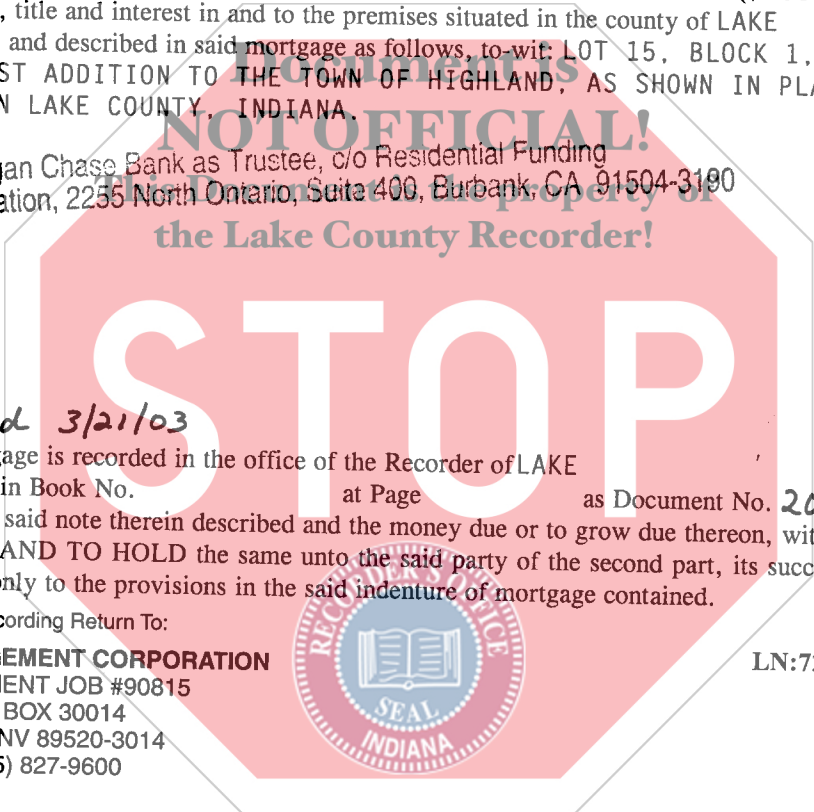 , title and interest in and to the premises situated in the county of LAKE
and described in said mortgage as follows, to-wit: LOT 15, BLOCK 1,
ST ADDITION TO THE TOWN OF HIGHLAND, AS SHOWN IN PLA
N LAKE COUNTY, INDIANA.
Document is
NOT OFFICIAL!
This Document is the property of
the Lake County Recorder!
gan Chase Bank as Trustee, c/o Residential Funding
ation, 2255 North Ontario, Suite 400, Burbank, CA 91504-3190
STOP
d 3/21/03
gage is recorded in the office of the Recorder of LAKE
in Book No. at Page as Document No. 20
said note therein described and the money due or to grow due thereon, wit
AND TO HOLD the same unto the said party of the second part, its succ
only to the provisions in the said indenture of mortgage contained.
cording Return To:
GEMENT CORPORATION LN:7
MENT JOB #90815
BOX 30014
NV 89520-3014
5) 827-9600
RECORDER'S OFFICE
SEAL
INDIANA